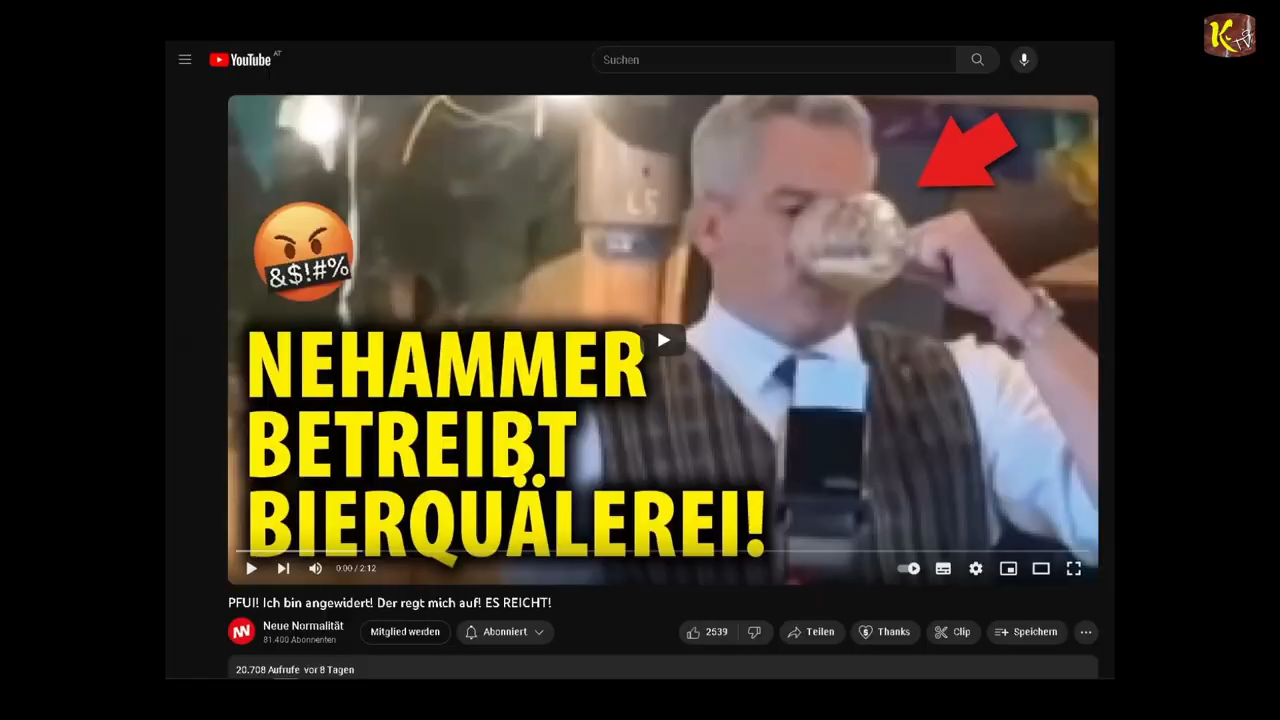 K TV
YouTube AT
Suchen
LS
&$!#%
NEHAMMER
BETREIBT
BIERQUÄLEREI!
0:00 / 2:12
PFUI! Ich bin angewidert! Der regt mich auf! ES REICHT!
Neue Normalität
81.400 Abonnenten
Mitglied werden
Abonniert
2539
Teilen
Thanks
Clip
Speichern
20.708 Aufrufe vor 8 Tagen